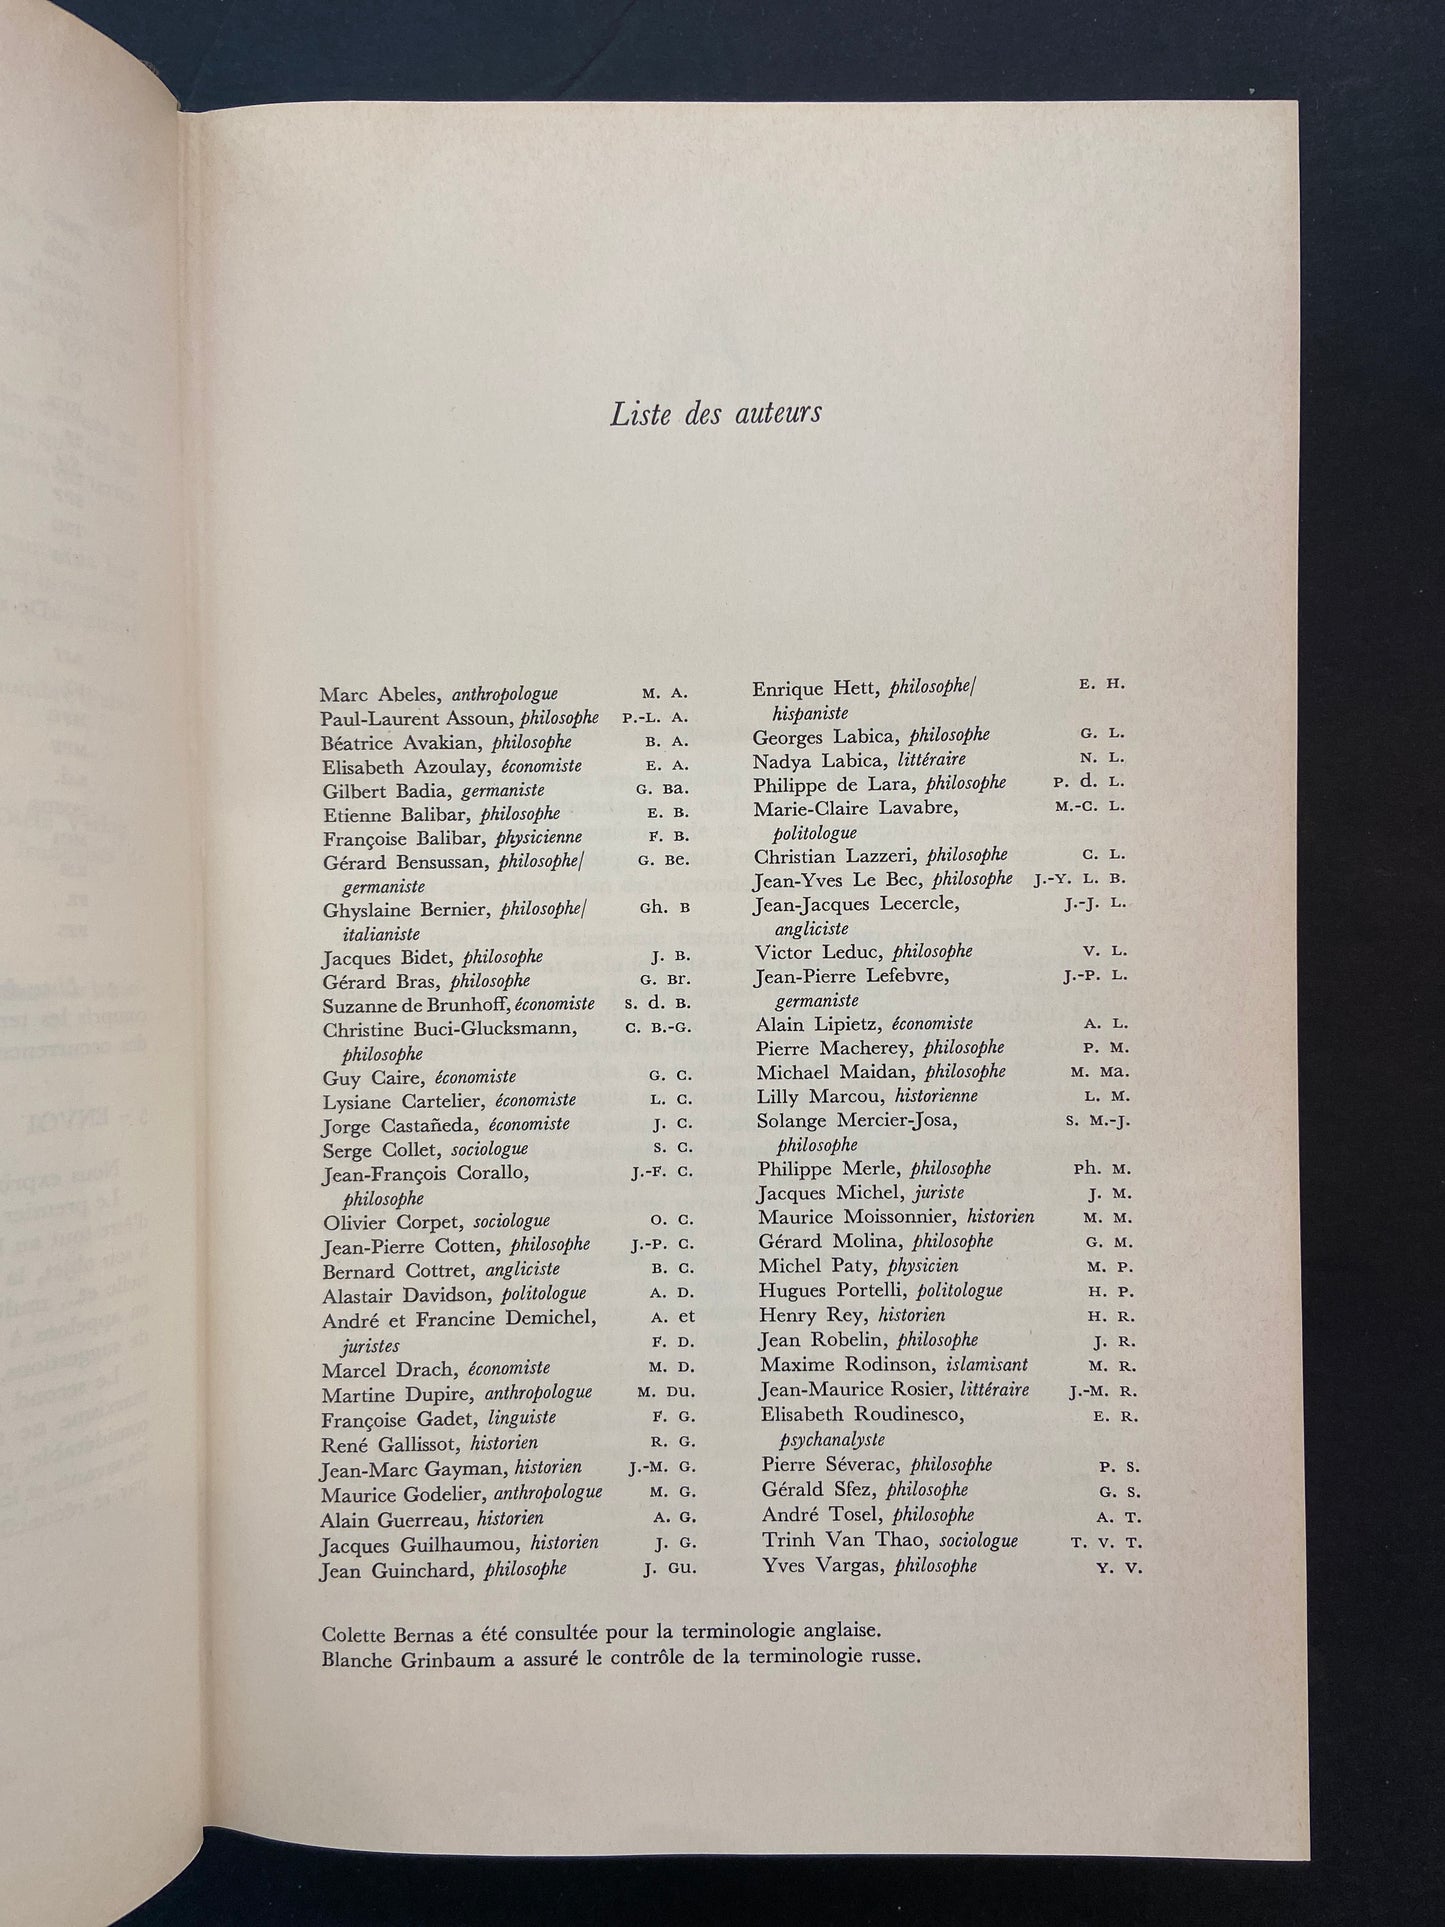 Liste des auteurs
Marc Abeles, anthropologue M. A.
Paul-Laurent Assoun, philosophe P.-L. A.
Béatrice Avakian, philosophe B. A.
Elisabeth Azoulay, économiste E. A.
Gilbert Badia, germaniste G. Ba.
Etienne Balibar, philosophe E. B.
Françoise Balibar, physicienne F. B.
Gérard Bensussan, philosophe/ G. Be.
germaniste
Ghyslaine Bernier, philosophe/ Gh. B
italianiste
Jacques Bidet, philosophe J. B.
Gérard Bras, philosophe G. Br.
Suzanne de Brunhoff, économiste S. d. B.
Christine Buci-Glucksmann, C. B.-G.
philosophe
Guy Caire, économiste G. C.
Lysiane Cartelier, économiste L. C.
Jorge Castañeda, économiste J. C.
Serge Collet, sociologue S. C.
Jean-François Corallo, J.-F. C.
philosophe
Olivier Corpet, sociologue O. C.
Jean-Pierre Cotten, philosophe J.-P. C.
Bernard Cottret, angliciste B. C.
Alastair Davidson, politologue A. D.
André et Francine Demichel, A. et
juristes F. D.
Marcel Drach, économiste M. D.
Martine Dupire, anthropologue M. Du.
Françoise Gadet, linguiste F. G.
René Gallissot, historien R. G.
Jean-Marc Gayman, historien J.-M. G.
Maurice Godelier, anthropologue M. G.
Alain Guerreau, historien A. G.
Jacques Guilhaumou, historien J. G.
Jean Guinchard, philosophe J. Gu.
Enrique Hett, philosophe/ E. H.
hispaniste
Georges Labica, philosophe G. L.
Nadya Labica, littéraire N. L.
Philippe de Lara, philosophe P. d. L.
Marie-Claire Lavabre, M.-C. L.
politologue
Christian Lazzeri, philosophe C. L.
Jean-Yves Le Bec, philosophe J.-Y. L. B.
Jean-Jacques Lecercle, J.-J. L.
angliciste
Victor Leduc, philosophe V. L.
Jean-Pierre Lefebvre, J.-P. L.
germaniste
Alain Lipietz, économiste A. L.
Pierre Macherey, philosophe P. M.
Michael Maidan, philosophe M. Ma.
Lilly Marcou, historienne L. M.
Solange Mercier-Josa, S. M.-J.
philosophe
Philippe Merle, philosophe Ph. M.
Jacques Michel, juriste J. M.
Maurice Moissonnier, historien M. M.
Gérard Molina, philosophe G. M.
Michel Paty, physicien M. P.
Hugues Portelli, politologue H. P.
Henry Rey, historien H. R.
Jean Robelin, philosophe J. R.
Maxime Rodinson, islamisant M. R.
Jean-Maurice Rosier, littéraire J.-M. R.
Elisabeth Roudinesco, E. R.
psychanalyste
Pierre Séverac, philosophe P. S.
Gérald Sfez, philosophe G. S.
André Tosel, philosophe A. T.
Trinh Van Thao, sociologue T. V. T.
Yves Vargas, philosophe Y. V.
Colette Bernas a été consultée pour la terminologie anglaise.
Blanche Grinbaum a assuré le contrôle de la terminologie russe.